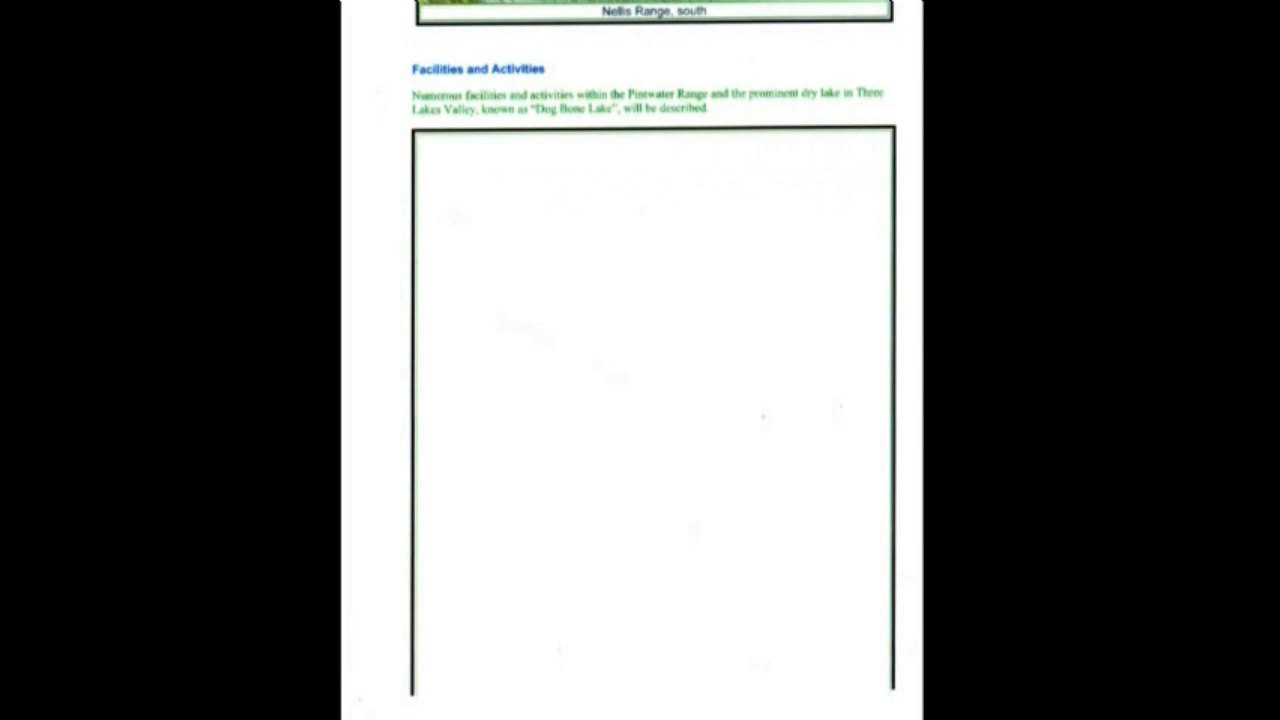 Nellis Range, south
Facilities and Activities
Numerous facilities and activities within the Pintwater Range and the prominent dry lake in Three
Lakes Valley, known as “Dog Bone Lake”, will be described.